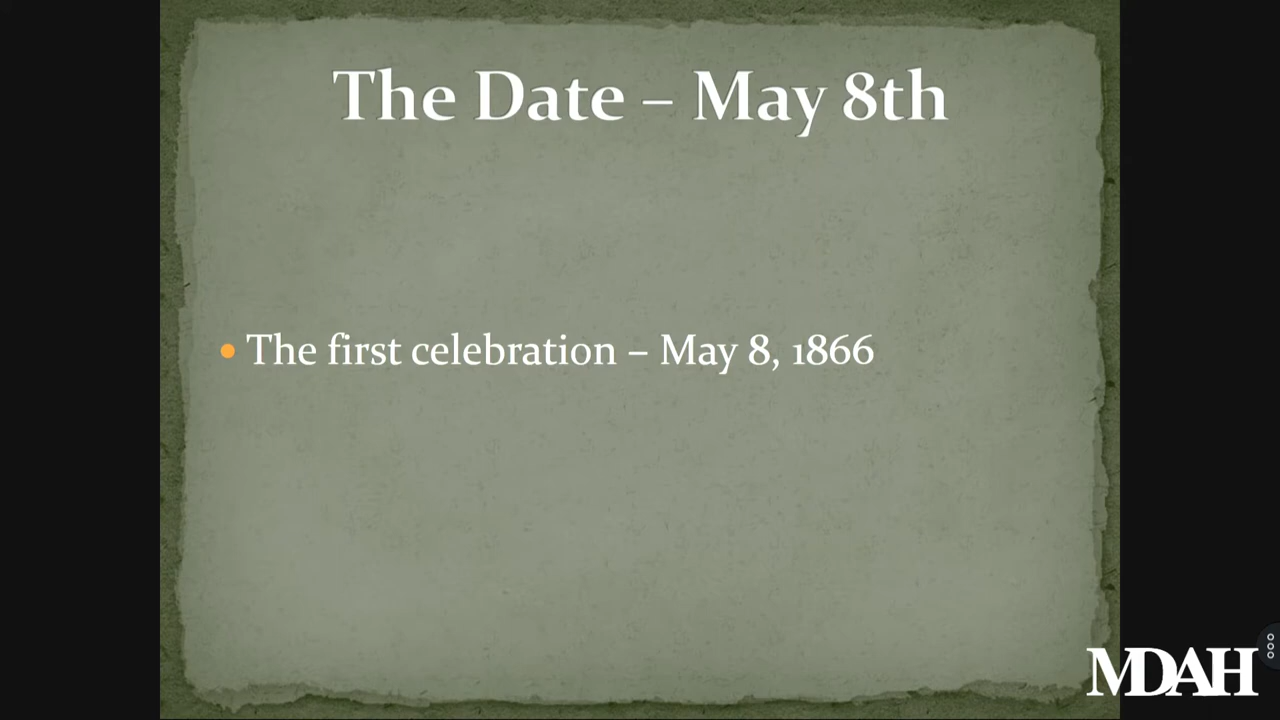 The Date – May 8th
• The first celebration – May 8, 1866
MDAH